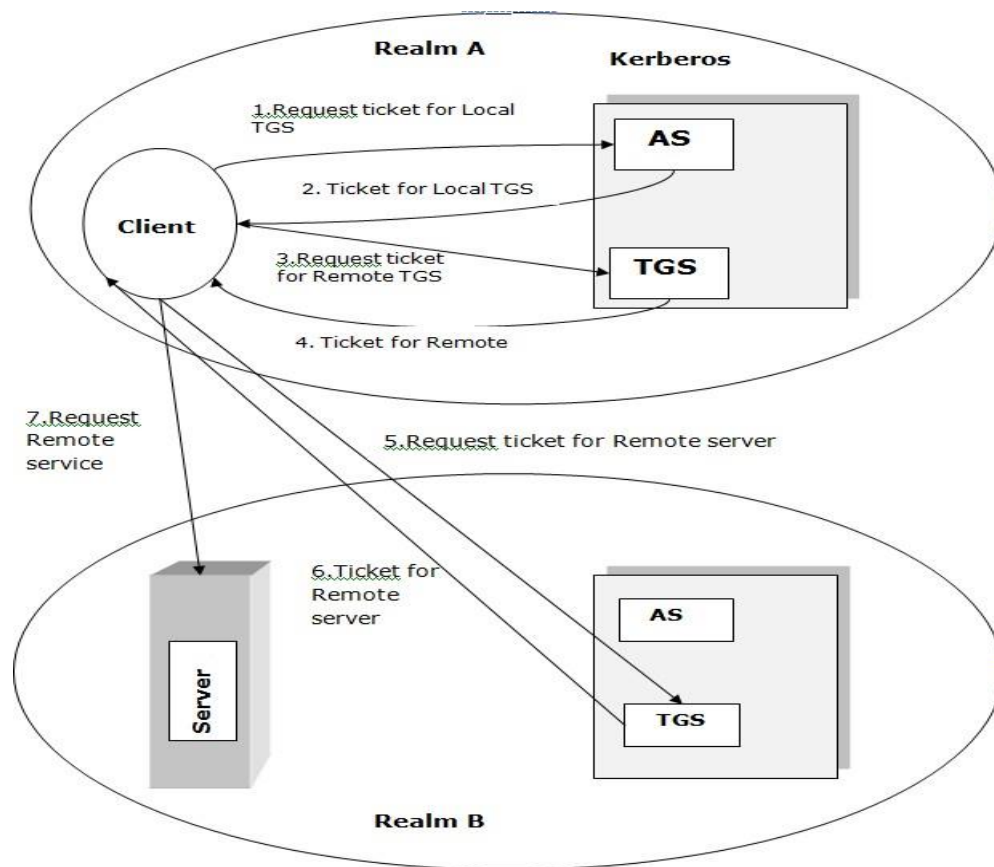 Realm A
Kerberos
1.Request ticket for Local
TGS
AS
2. Ticket for Local TGS
Client
3.Request ticket
for Remote TGS
TGS
4. Ticket for Remote
7.Request
Remote
service
5.Request ticket for Remote server
6.Ticket for
Remote
server
AS
Server
TGS
Realm B